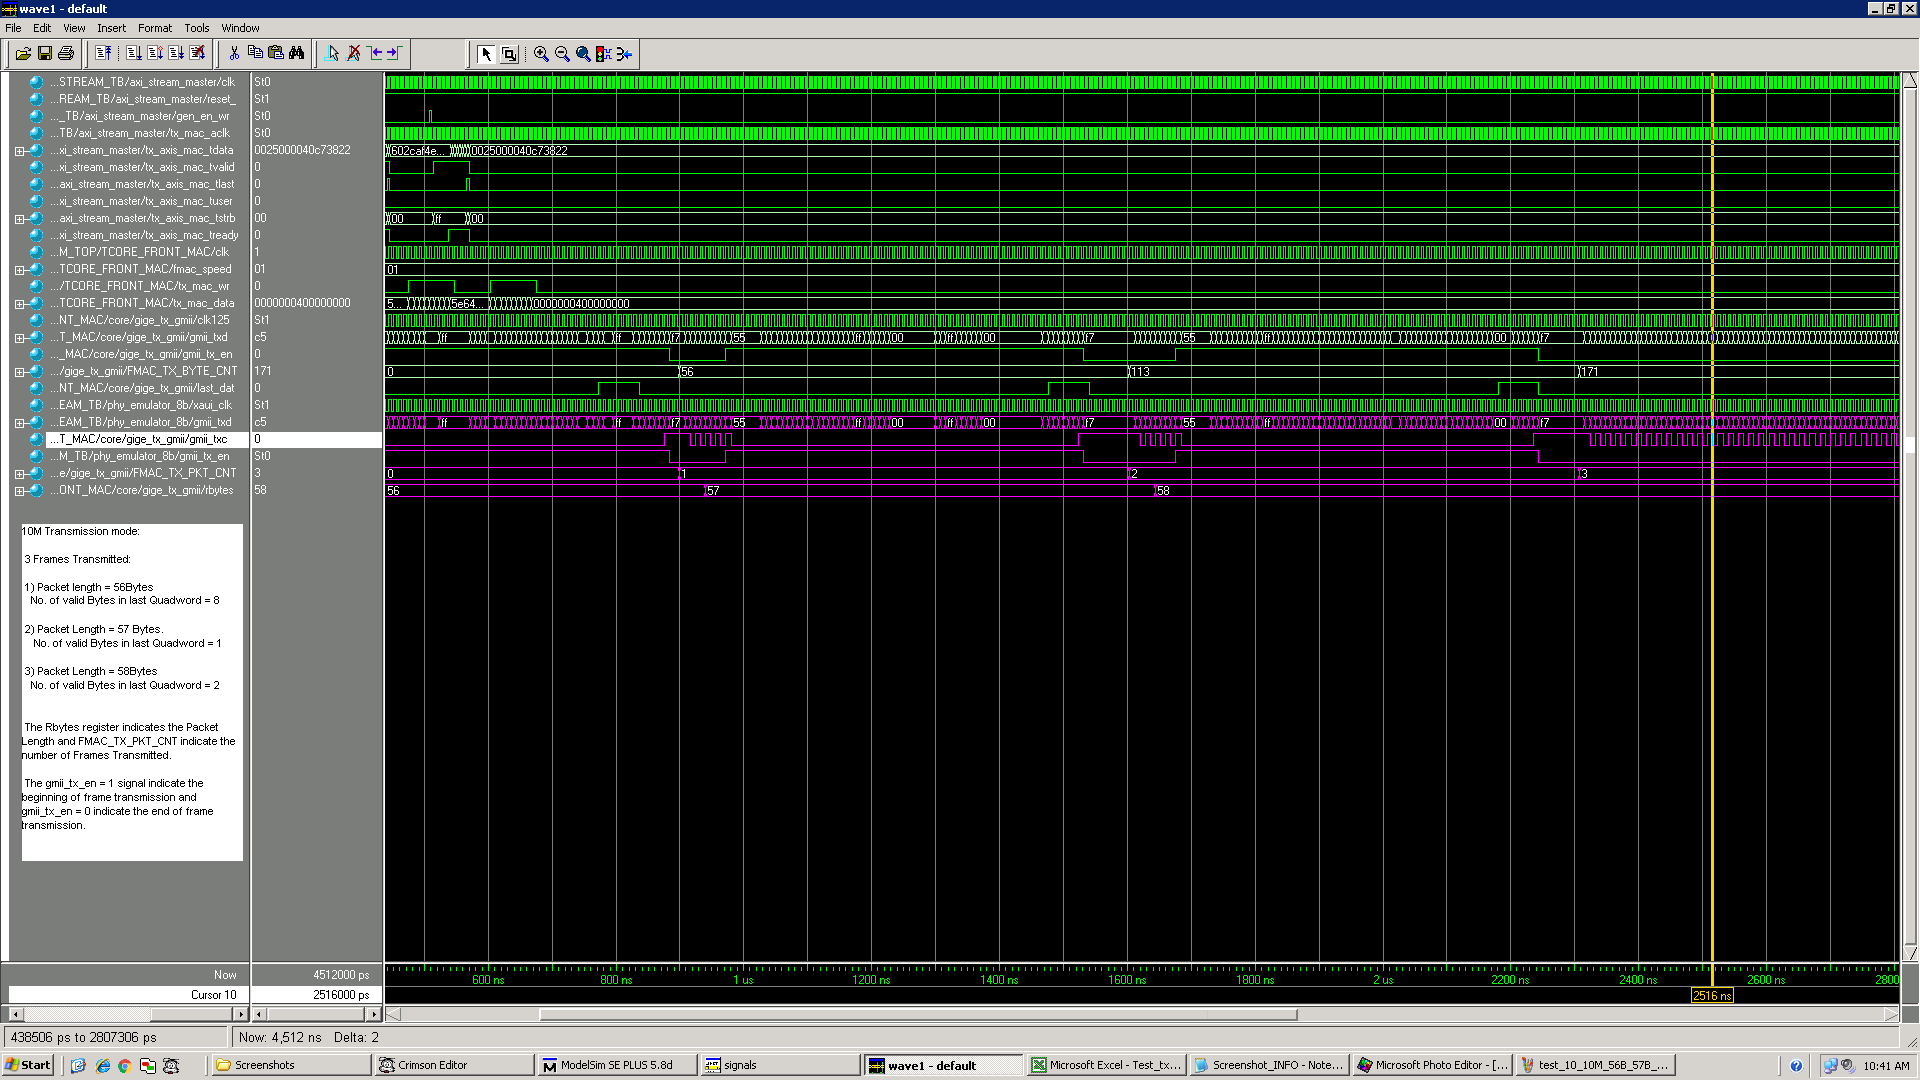 wave1 - default
File Edit View Insert Format Tools Window
...STREAM_TB/axi_stream_master/clk St0
...REAM_TB/axi_stream_master/reset_ St1
..._TB/axi_stream_master/gen_en_wr St0
...TB/axi_stream_master/tx_mac_aclk St0
...xi_stream_master/tx_axis_mac_tdata 0025000040c73822 602caf4e... 0025000040c73822
...xi_stream_master/tx_axis_mac_tvalid 0
...axi_stream_master/tx_axis_mac_tlast 0
...xi_stream_master/tx_axis_mac_tuser 0
...axi_stream_master/tx_axis_mac_tstrb 00 00 ff 00
...xi_stream_master/tx_axis_mac_tready 0
...M_TOP/TCORE_FRONT_MAC/clk 1
...TCORE_FRONT_MAC/fmac_speed 01 01
.../TCORE_FRONT_MAC/tx_mac_wr 0
...TCORE_FRONT_MAC/tx_mac_data 0000000400000000 5... 5e64... 0000000400000000
...NT_MAC/core/gige_tx_gmii/clk125 St1
...T_MAC/core/gige_tx_gmii/gmii_txd c5 ff ff f7 55 ff 00 ff 00 f7 55 ff 00 f7
..._MAC/core/gige_tx_gmii/gmii_tx_en 0
.../gige_tx_gmii/FMAC_TX_BYTE_CNT 171 0 56 113 171
...NT_MAC/core/gige_tx_gmii/last_dat 0
...EAM_TB/phy_emulator_8b/xaui_clk St1
...EAM_TB/phy_emulator_8b/gmii_txd c5 ff ff f7 55 ff 00 ff 00 f7 55 ff 00 f7
...T_MAC/core/gige_tx_gmii/gmii_txc 0
...M_TB/phy_emulator_8b/gmii_tx_en St0
...e/gige_tx_gmii/FMAC_TX_PKT_CNT 3 0 1 2 3
...ONT_MAC/core/gige_tx_gmii/rbytes 58 56 57 58
10M Transmission mode:
3 Frames Transmitted:
1) Packet length = 56Bytes
No. of valid Bytes in last Quadword = 8
2) Packet Length = 57 Bytes.
No. of valid Bytes in last Quadword = 1
3) Packet Length = 58Bytes
No. of valid Bytes in last Quadword = 2
The Rbytes register indicates the Packet
Length and FMAC_TX_PKT_CNT indicate the
number of Frames Transmitted.
The gmii_tx_en = 1 signal indicate the
beginning of frame transmission and
gmii_tx_en = 0 indicate the end of frame
transmission.
Now 4512000 ps 600 ns 800 ns 1 us 1200 ns 1400 ns 1600 ns 1800 ns 2 us 2200 ns 2400 ns 2600 ns 2800
Cursor 10 2516000 ps 2516 ns
438506 ps to 2807306 ps Now: 4,512 ns Delta: 2
Start Screenshots Crimson Editor ModelSim SE PLUS 5.8d signals wave1 - default Microsoft Excel - Test_tx... Screenshot_INFO - Note... Microsoft Photo Editor - [... test_10_10M_56B_57B_... 10:41 AM